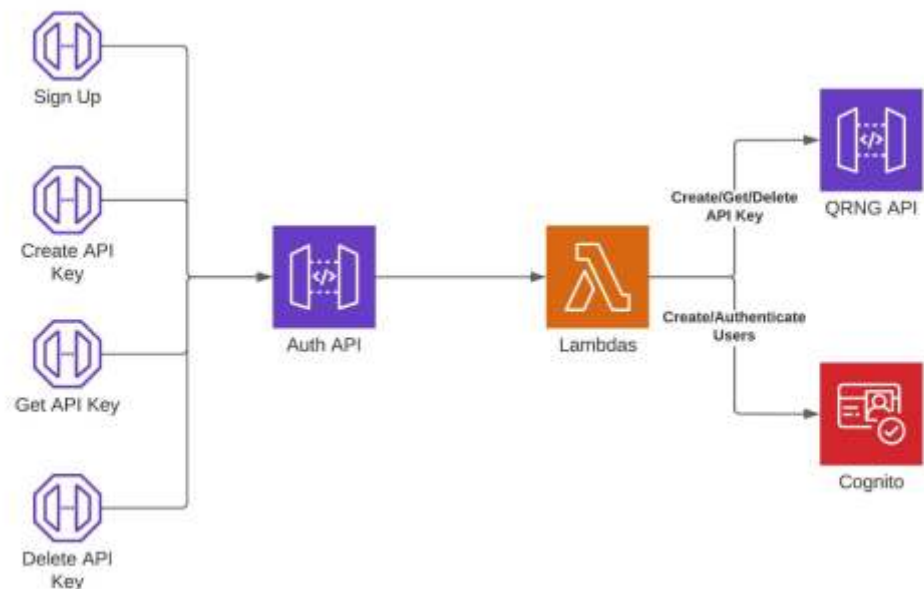 Sign Up
Create API
Key
Get API Key
Delete API
Key
</>
Auth API
Lambdas
Create/Get/Delete
API Key
Create/Authenticate
Users
</>
QRNG API
Cognito